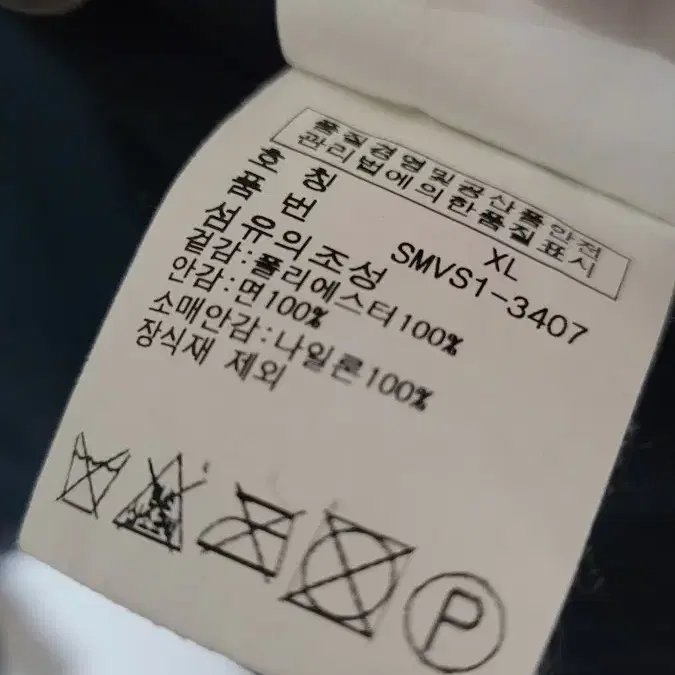 품질경영및공산품안전
관리법에의한품질표시
호 칭 XL
품 번 SMVS1-3407
섬유의조성
겉감:폴리에스터100%
안감:면100%
소매안감:나일론100%
장식재 제외
P